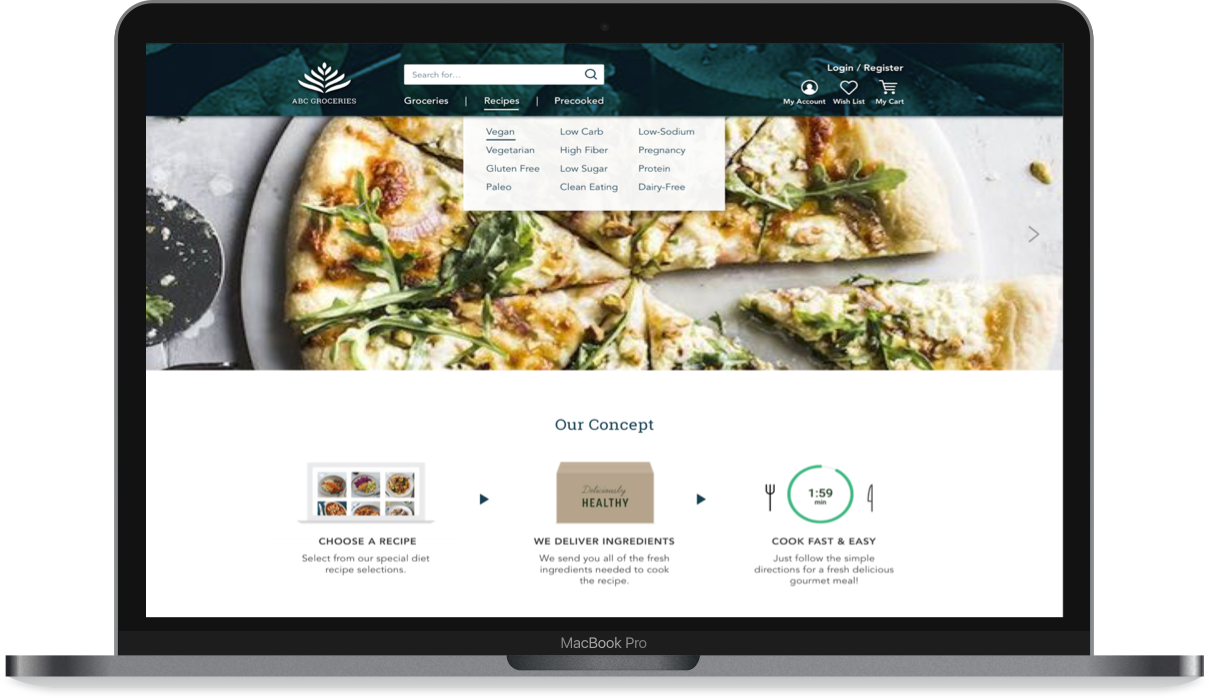 Login / Register
Search for...
ABC GROCERIES
Groceries | Recipes | Precooked
My Account Wish List My Cart
Vegan Low Carb Low-Sodium
Vegetarian High Fiber Pregnancy
Gluten Free Low Sugar Protein
Paleo Clean Eating Dairy-Free
Our Concept
Deliciously
HEALTHY
1:59
min
CHOOSE A RECIPE
Select from our special diet
recipe selections.
WE DELIVER INGREDIENTS
We send you all of the fresh
ingredients needed to cook
the recipe.
COOK FAST & EASY
Just follow the simple
directions for a fresh delicious
gourmet meal!
MacBook Pro